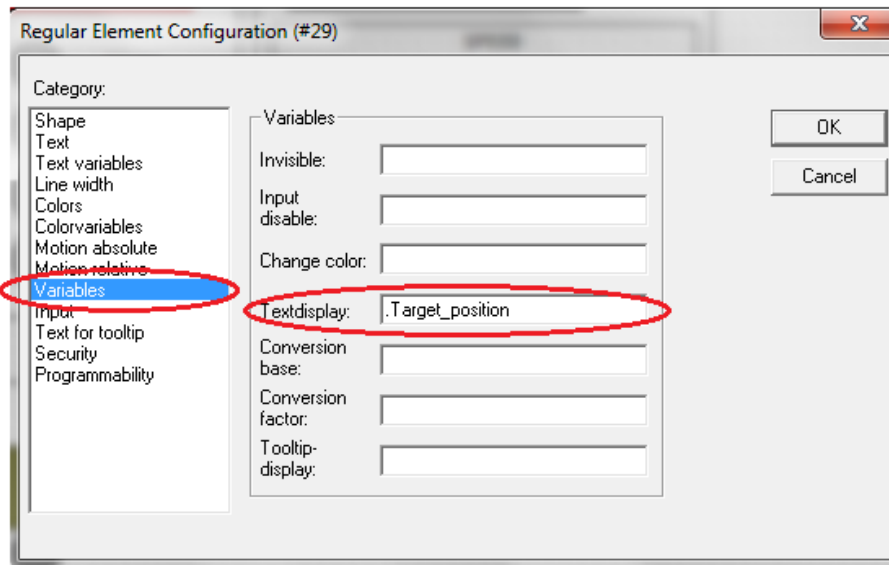 Regular Element Configuration (#29)
Category:
Shape
Text
Text variables
Line width
Colors
Colorvariables
Motion absolute
Motion relative
Variables
Input
Text for tooltip
Security
Programmability
Variables
Invisible:
Input
disable:
Change color:
Textdisplay: .Target_position
Conversion
base:
Conversion
factor:
Tooltip-
display:
OK
Cancel